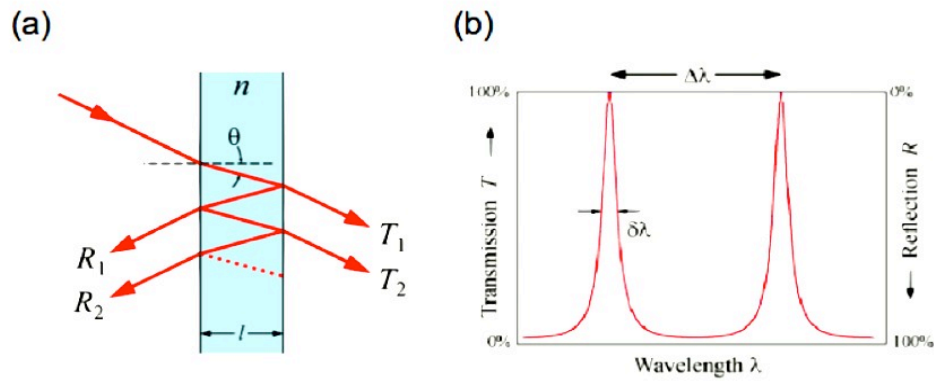 (a)
n
θ
R₁
R₂
T₁
T₂
l
(b)
Δλ
100%
0%
Transmission T
δλ
Reflection R
0%
100%
Wavelength λ